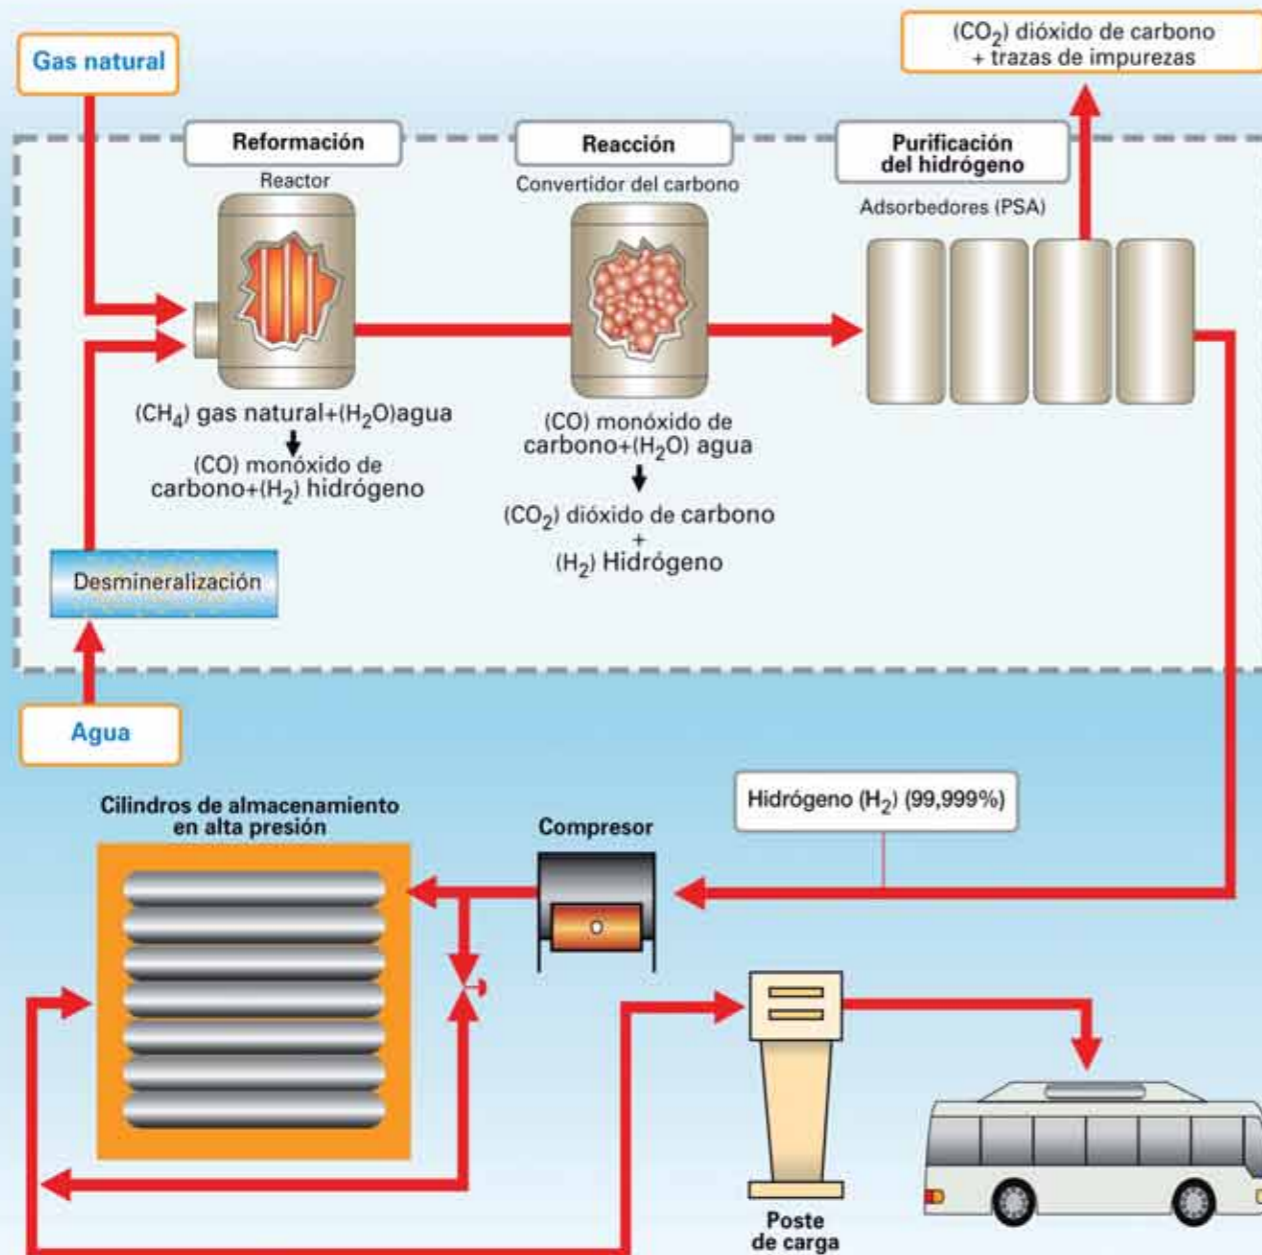 Gas natural
(CO₂) dióxido de carbono
+ trazas de impurezas
Reformación
Reactor
Reacción
Convertidor del carbono
Purificación
del hidrógeno
Adsorbedores (PSA)
(CH₄) gas natural+(H₂O)agua
(CO) monóxido de
carbono+(H₂) hidrógeno
(CO) monóxido de
carbono+(H₂O) agua
(CO₂) dióxido de carbono
+
(H₂) Hidrógeno
Desmineralización
Agua
Cilindros de almacenamiento
en alta presión
Compresor
Hidrógeno (H₂) (99,999%)
Poste
de carga